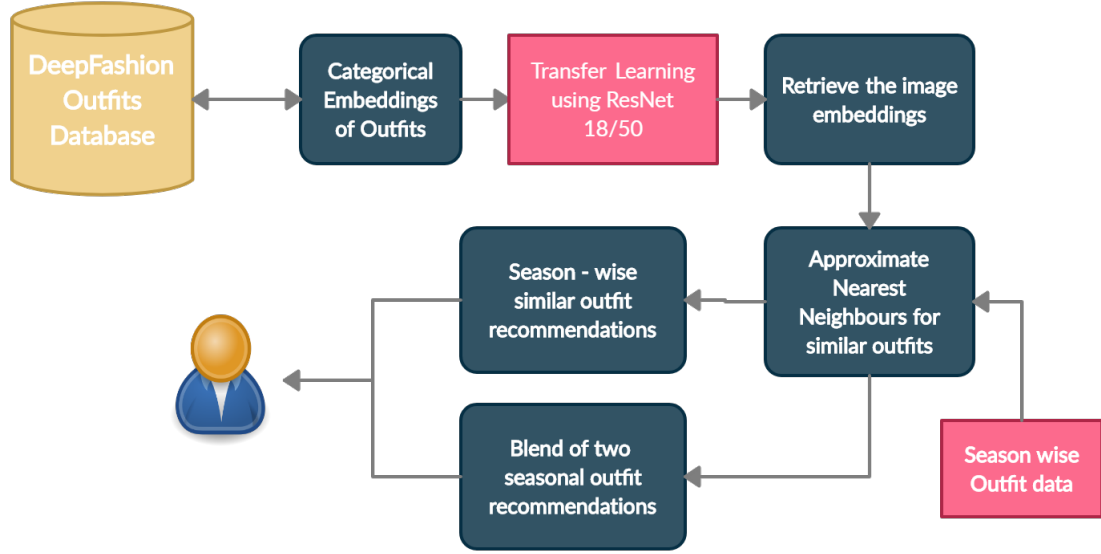 DeepFashion
Outfits
Database
Categorical
Embeddings
of Outfits
Transfer Learning
using ResNet
18/50
Retrieve the image
embeddings
Approximate
Nearest
Neighbours for
similar outfits
Season - wise
similar outfit
recommendations
Blend of two
seasonal outfit
recommendations
Season wise
Outfit data